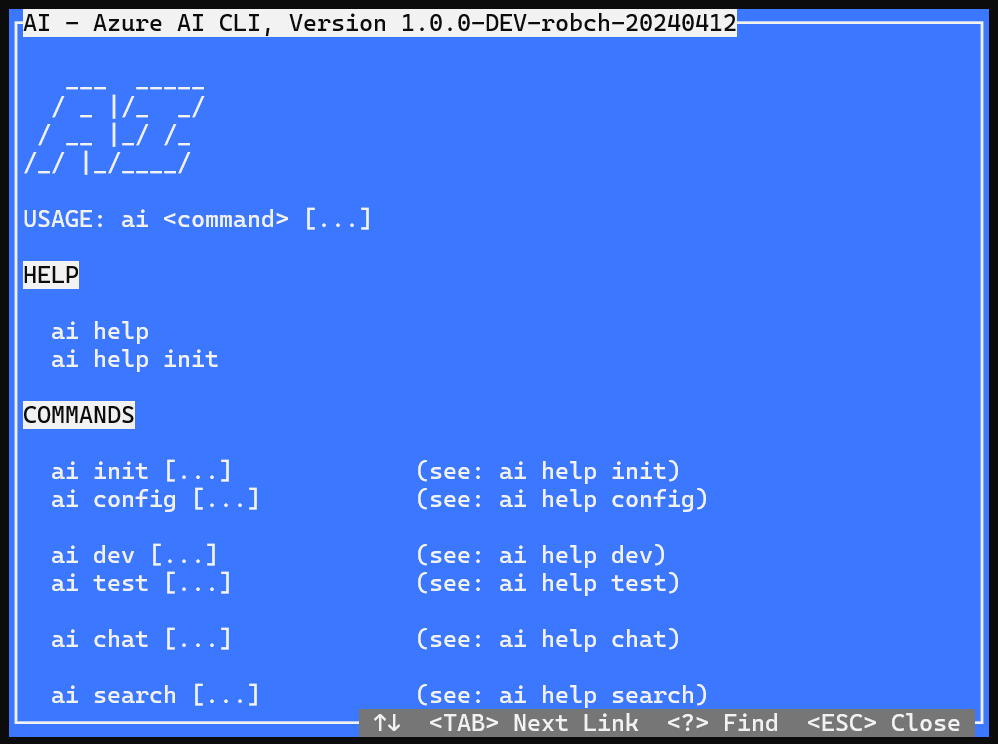 AI - Azure AI CLI, Version 1.0.0-DEV-robch-20240412
   ___  _____
  / _ |/_  _/
 / __ |_/ /_
/_/ |_/____/
USAGE: ai <command> [...]
HELP
  ai help
  ai help init
COMMANDS
  ai init [...]             (see: ai help init)
  ai config [...]           (see: ai help config)
  ai dev [...]              (see: ai help dev)
  ai test [...]             (see: ai help test)
  ai chat [...]             (see: ai help chat)
  ai search [...]           (see: ai help search)
↑↓  <TAB> Next Link  <?> Find  <ESC> Close